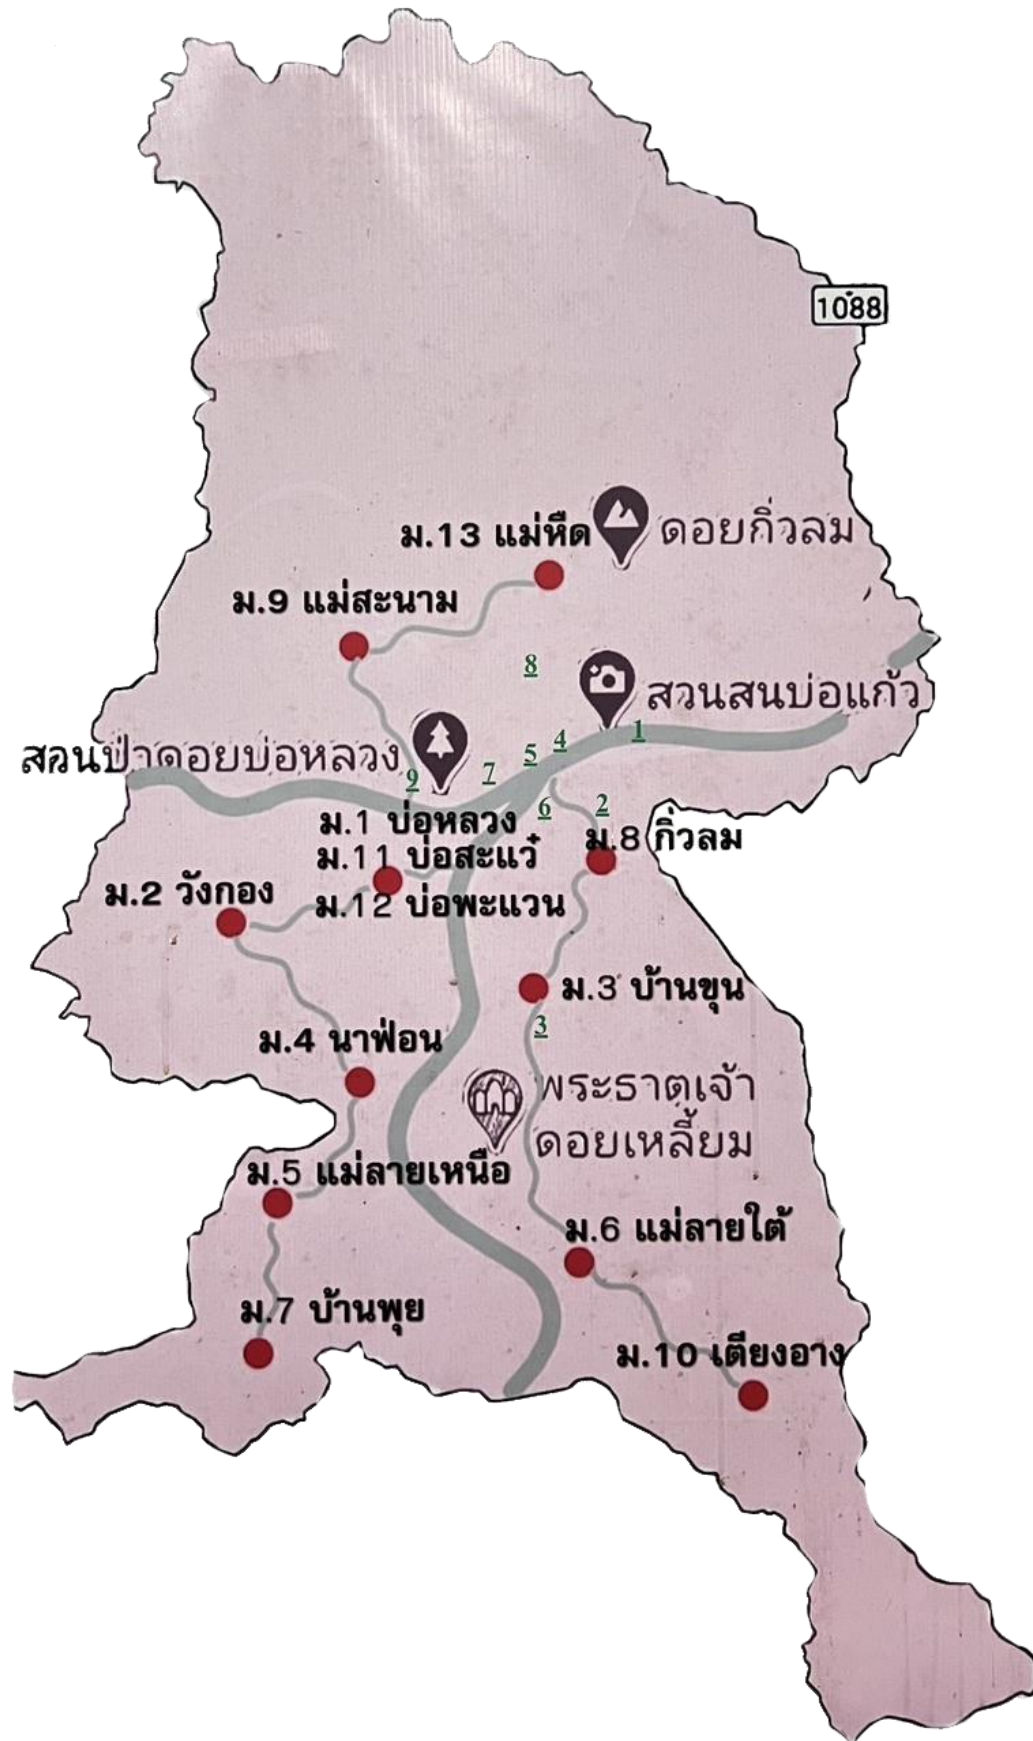 1088
ม.13 แม่หืด
ดอยกิ่วลม
ม.9 แม่สะนาม
8
สวนสนบ่อแก้ว
1
4
5
สวนป่าดอยบ่อหลวง
7
9
6
2
ม.1 บ่อหลวง
ม.8 กิ่วลม
ม.11 บ่อสะแว๋
ม.2 วังกอง
ม.12 บ่อพะแวน
ม.3 บ้านขุน
3
ม.4 นาฟ่อน
พระธาตุเจ้า
ดอยเหลี้ยม
ม.5 แม่ลายเหนือ
ม.6 แม่ลายใต้
ม.7 บ้านพุย
ม.10 เตียงอาง